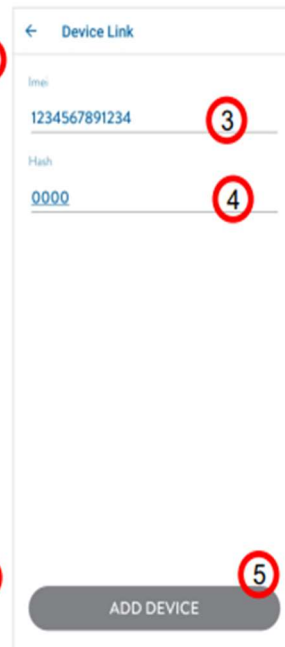 ← Device Link
Imei
1234567891234
3
Hash
0000
4
5
ADD DEVICE